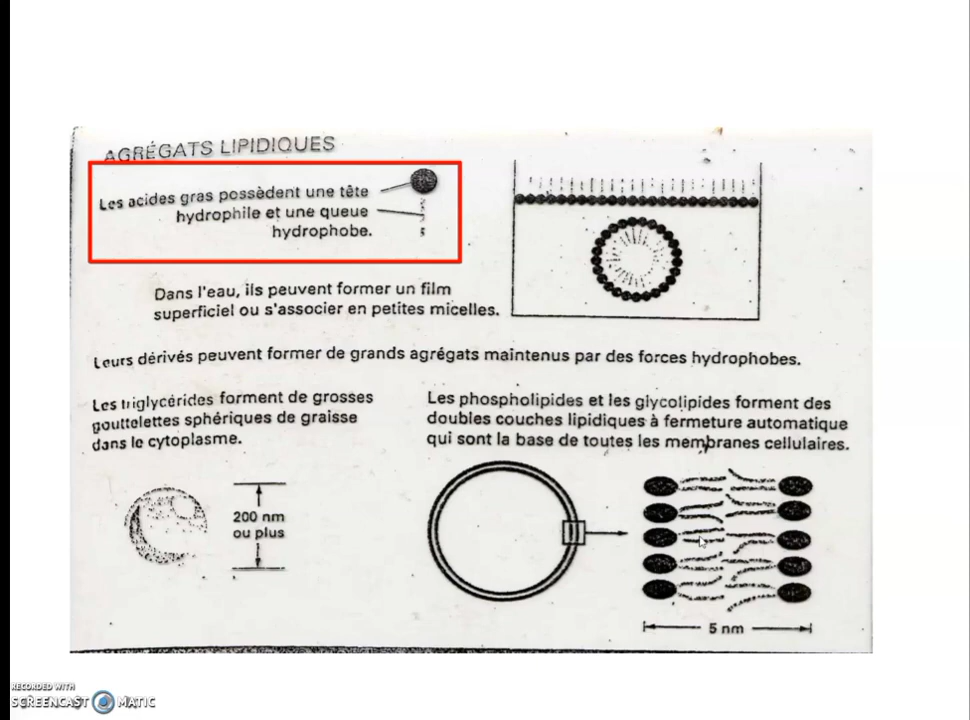 AGRÉGATS LIPIDIQUES
Les acides gras possèdent une tête
hydrophile et une queue
hydrophobe.
Dans l'eau, ils peuvent former un film
superficiel ou s'associer en petites micelles.
Leurs dérivés peuvent former de grands agrégats maintenus par des forces hydrophobes.
Les triglycérides forment de grosses
gouttelettes sphériques de graisse
dans le cytoplasme.
Les phospholipides et les glycolipides forment des
doubles couches lipidiques à fermeture automatique
qui sont la base de toutes les membranes cellulaires.
200 nm
ou plus
5 nm
RECORDED WITH
SCREENCAST MATIC